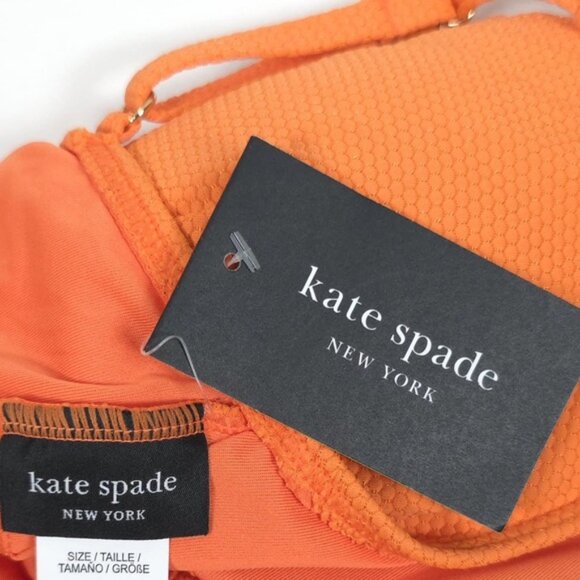 kate spade
NEW YORK
kate spade
NEW YORK
SIZE / TAILLE /
TAMAÑO / GRÖßE